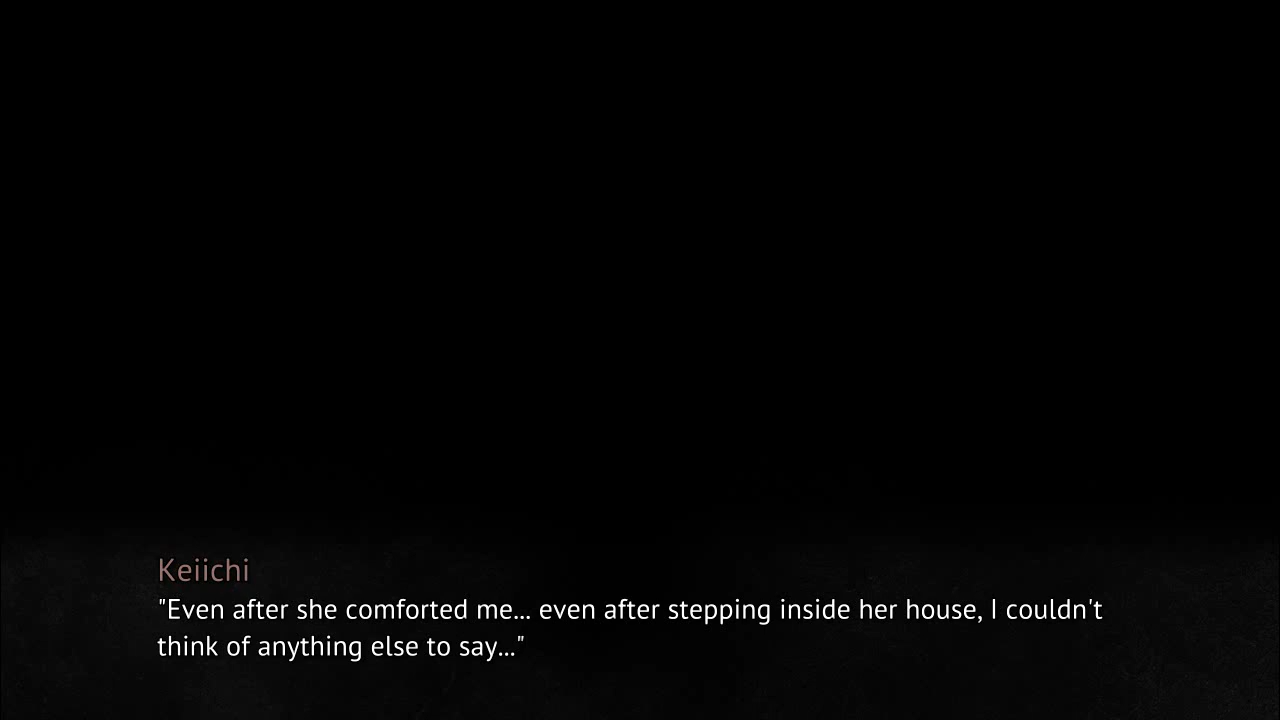 Keiichi
"Even after she comforted me... even after stepping inside her house, I couldn't
think of anything else to say..."